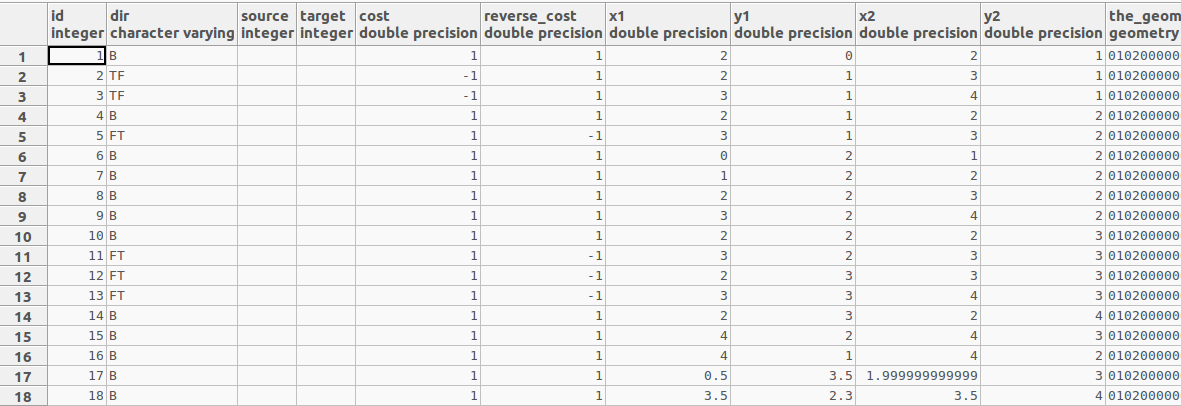 id dir source target cost reverse_cost x1 y1 x2 y2 the_geom
integer character varying integer integer double precision double precision double precision double precision double precision double precision geometry
1 1 B 1 1 2 0 2 1 010200000
2 2 TF -1 1 2 1 3 1 010200000
3 3 TF -1 1 3 1 4 1 010200000
4 4 B 1 1 2 1 2 2 010200000
5 5 FT 1 -1 3 1 3 2 010200000
6 6 B 1 1 0 2 1 2 010200000
7 7 B 1 1 1 2 2 2 010200000
8 8 B 1 1 2 2 3 2 010200000
9 9 B 1 1 3 2 4 2 010200000
10 10 B 1 1 2 2 2 3 010200000
11 11 FT 1 -1 3 2 3 3 010200000
12 12 FT 1 -1 2 3 3 3 010200000
13 13 FT 1 -1 3 3 4 3 010200000
14 14 B 1 1 2 3 2 4 010200000
15 15 B 1 1 4 2 4 3 010200000
16 16 B 1 1 4 1 4 2 010200000
17 17 B 1 1 0.5 3.5 1.999999999999 3 010200000
18 18 B 1 1 3.5 2.3 3.5 4 010200000